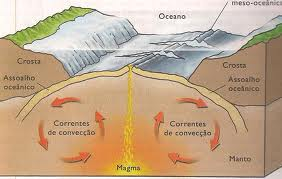 meso-oceânica
Oceano
Crosta
Crosta
Assoalho
oceânico
Assoalho
oceânico
Correntes
de convecção
Correntes
de convecção
Magma
Manto